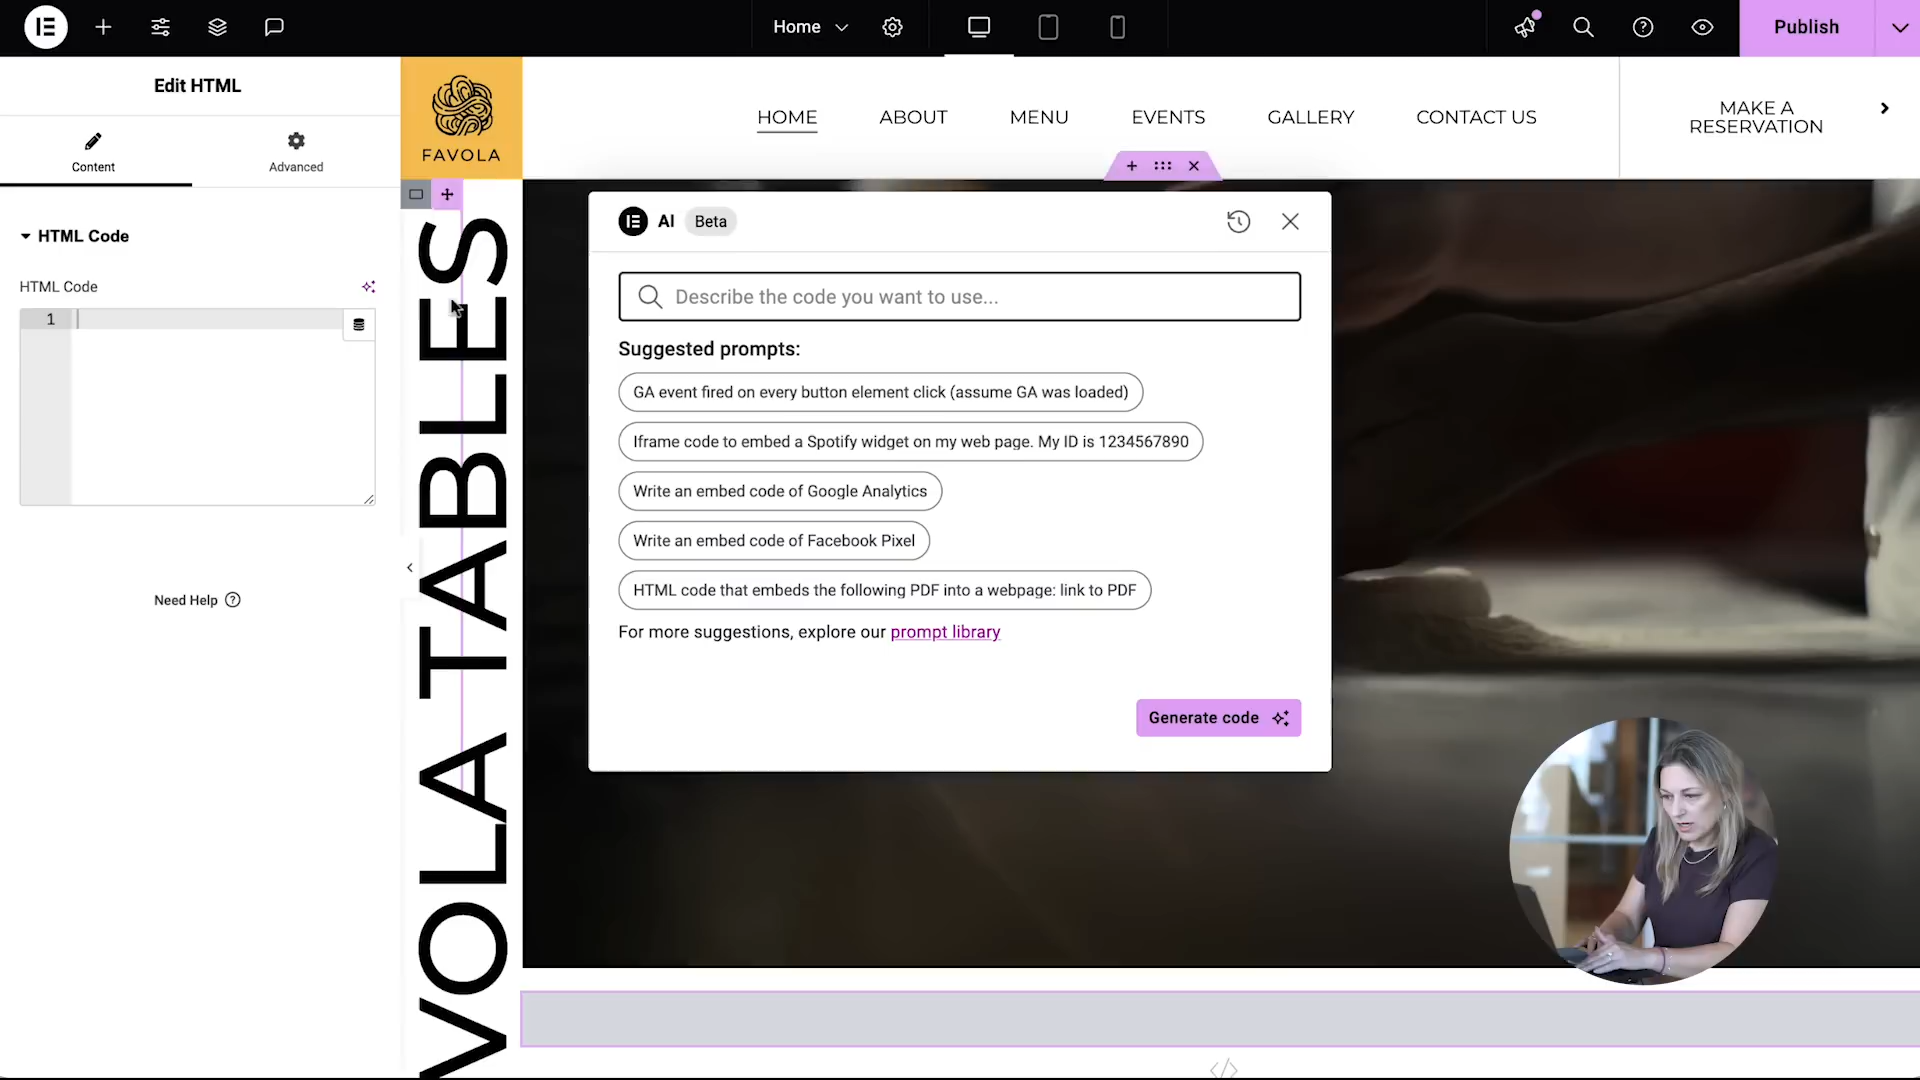 Home
Publish
Edit HTML
Content
Advanced
HTML Code
HTML Code
1
Need Help
FAVOLA
HOME
ABOUT
MENU
EVENTS
GALLERY
CONTACT US
MAKE A
RESERVATION
VOLA TABLES
AI
Beta
Describe the code you want to use...
Suggested prompts:
GA event fired on every button element click (assume GA was loaded)
Iframe code to embed a Spotify widget on my web page. My ID is 1234567890
Write an embed code of Google Analytics
Write an embed code of Facebook Pixel
HTML code that embeds the following PDF into a webpage: link to PDF
For more suggestions, explore our prompt library
Generate code